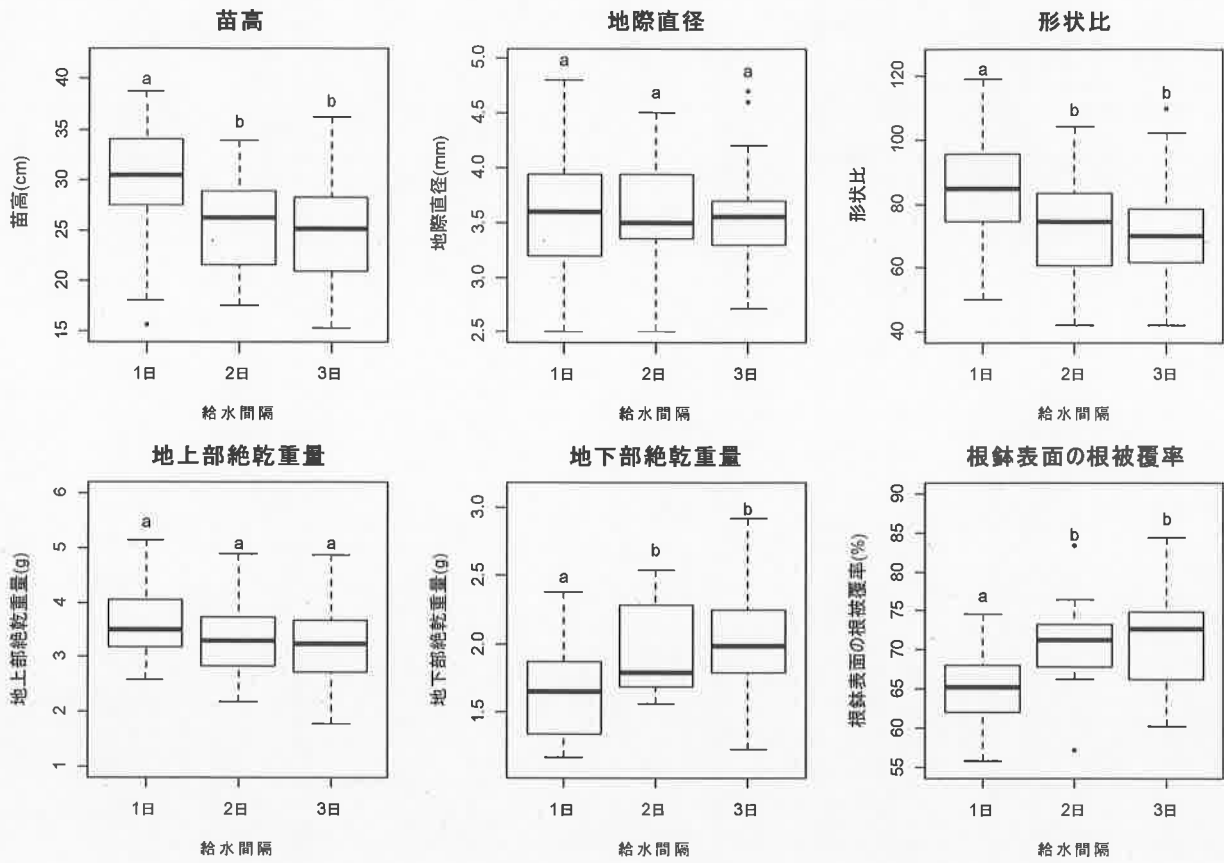 苗高
苗高(cm)
40
35
30
25
20
15
a
b
b
1日 2日 3日
給水間隔
地際直径
地際直径(mm)
5.0
4.5
4.0
3.5
3.0
2.5
a
a
a
1日 2日 3日
給水間隔
形状比
形状比
120
100
80
60
40
a
b
b
1日 2日 3日
給水間隔
地上部絶乾重量
地上部絶乾重量(g)
6
5
4
3
2
1
a
a
a
1日 2日 3日
給水間隔
地下部絶乾重量
地下部絶乾重量(g)
3.0
2.5
2.0
1.5
a
b
b
1日 2日 3日
給水間隔
根鉢表面の根被覆率
根鉢表面の根被覆率(%)
90
85
80
75
70
65
60
55
a
b
b
1日 2日 3日
給水間隔